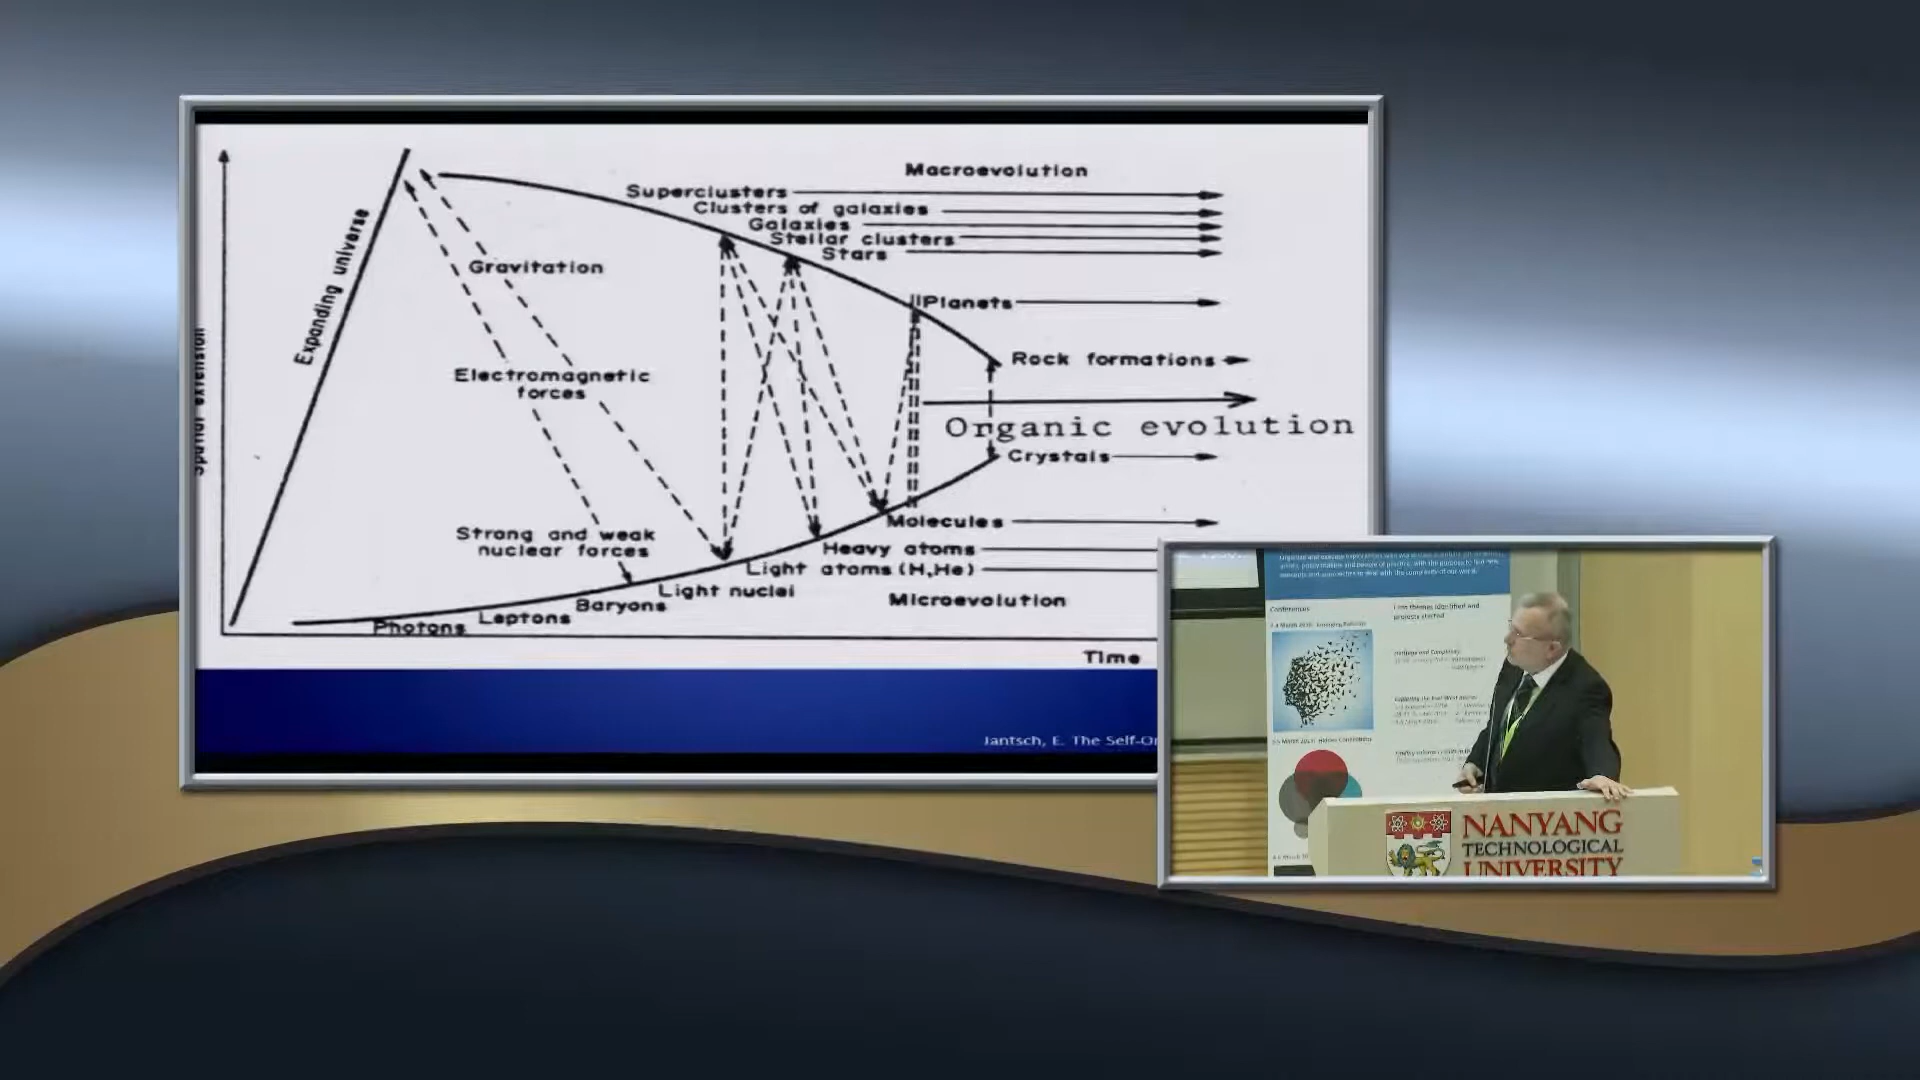 Macroevolution
Superclusters
Clusters of galaxies
Galaxies
Stellar clusters
Stars
Expanding universe
Gravitation
Planets
Rock formations
Electromagnetic
forces
Organic evolution
Crystals
Strong and weak
nuclear forces
Molecules
Heavy atoms
Light atoms (H,He)
Light nuclei
Baryons
Leptons
Photons
Microevolution
Time
Jantsch, E. The Self-O
Conferences
NANYANG
TECHNOLOGICAL
UNIVERSITY